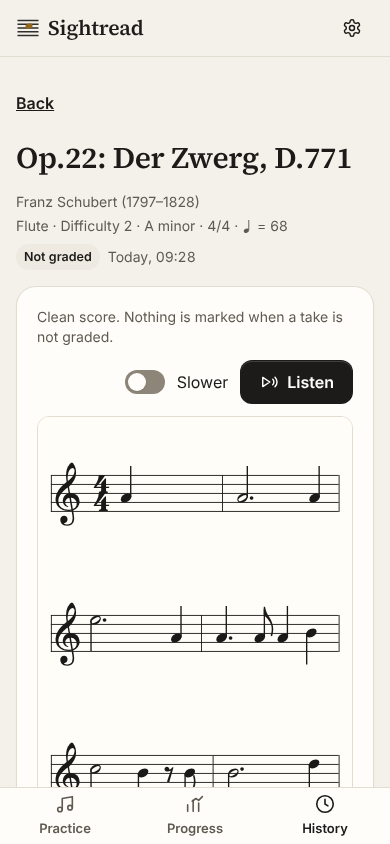 Sightread
Back
Op.22: Der Zwerg, D.771
Franz Schubert (1797–1828)
Flute · Difficulty 2 · A minor · 4/4 · ♩ = 68
Not graded Today, 09:28
Clean score. Nothing is marked when a take is
not graded.
Slower Listen
4
4
Practice Progress History